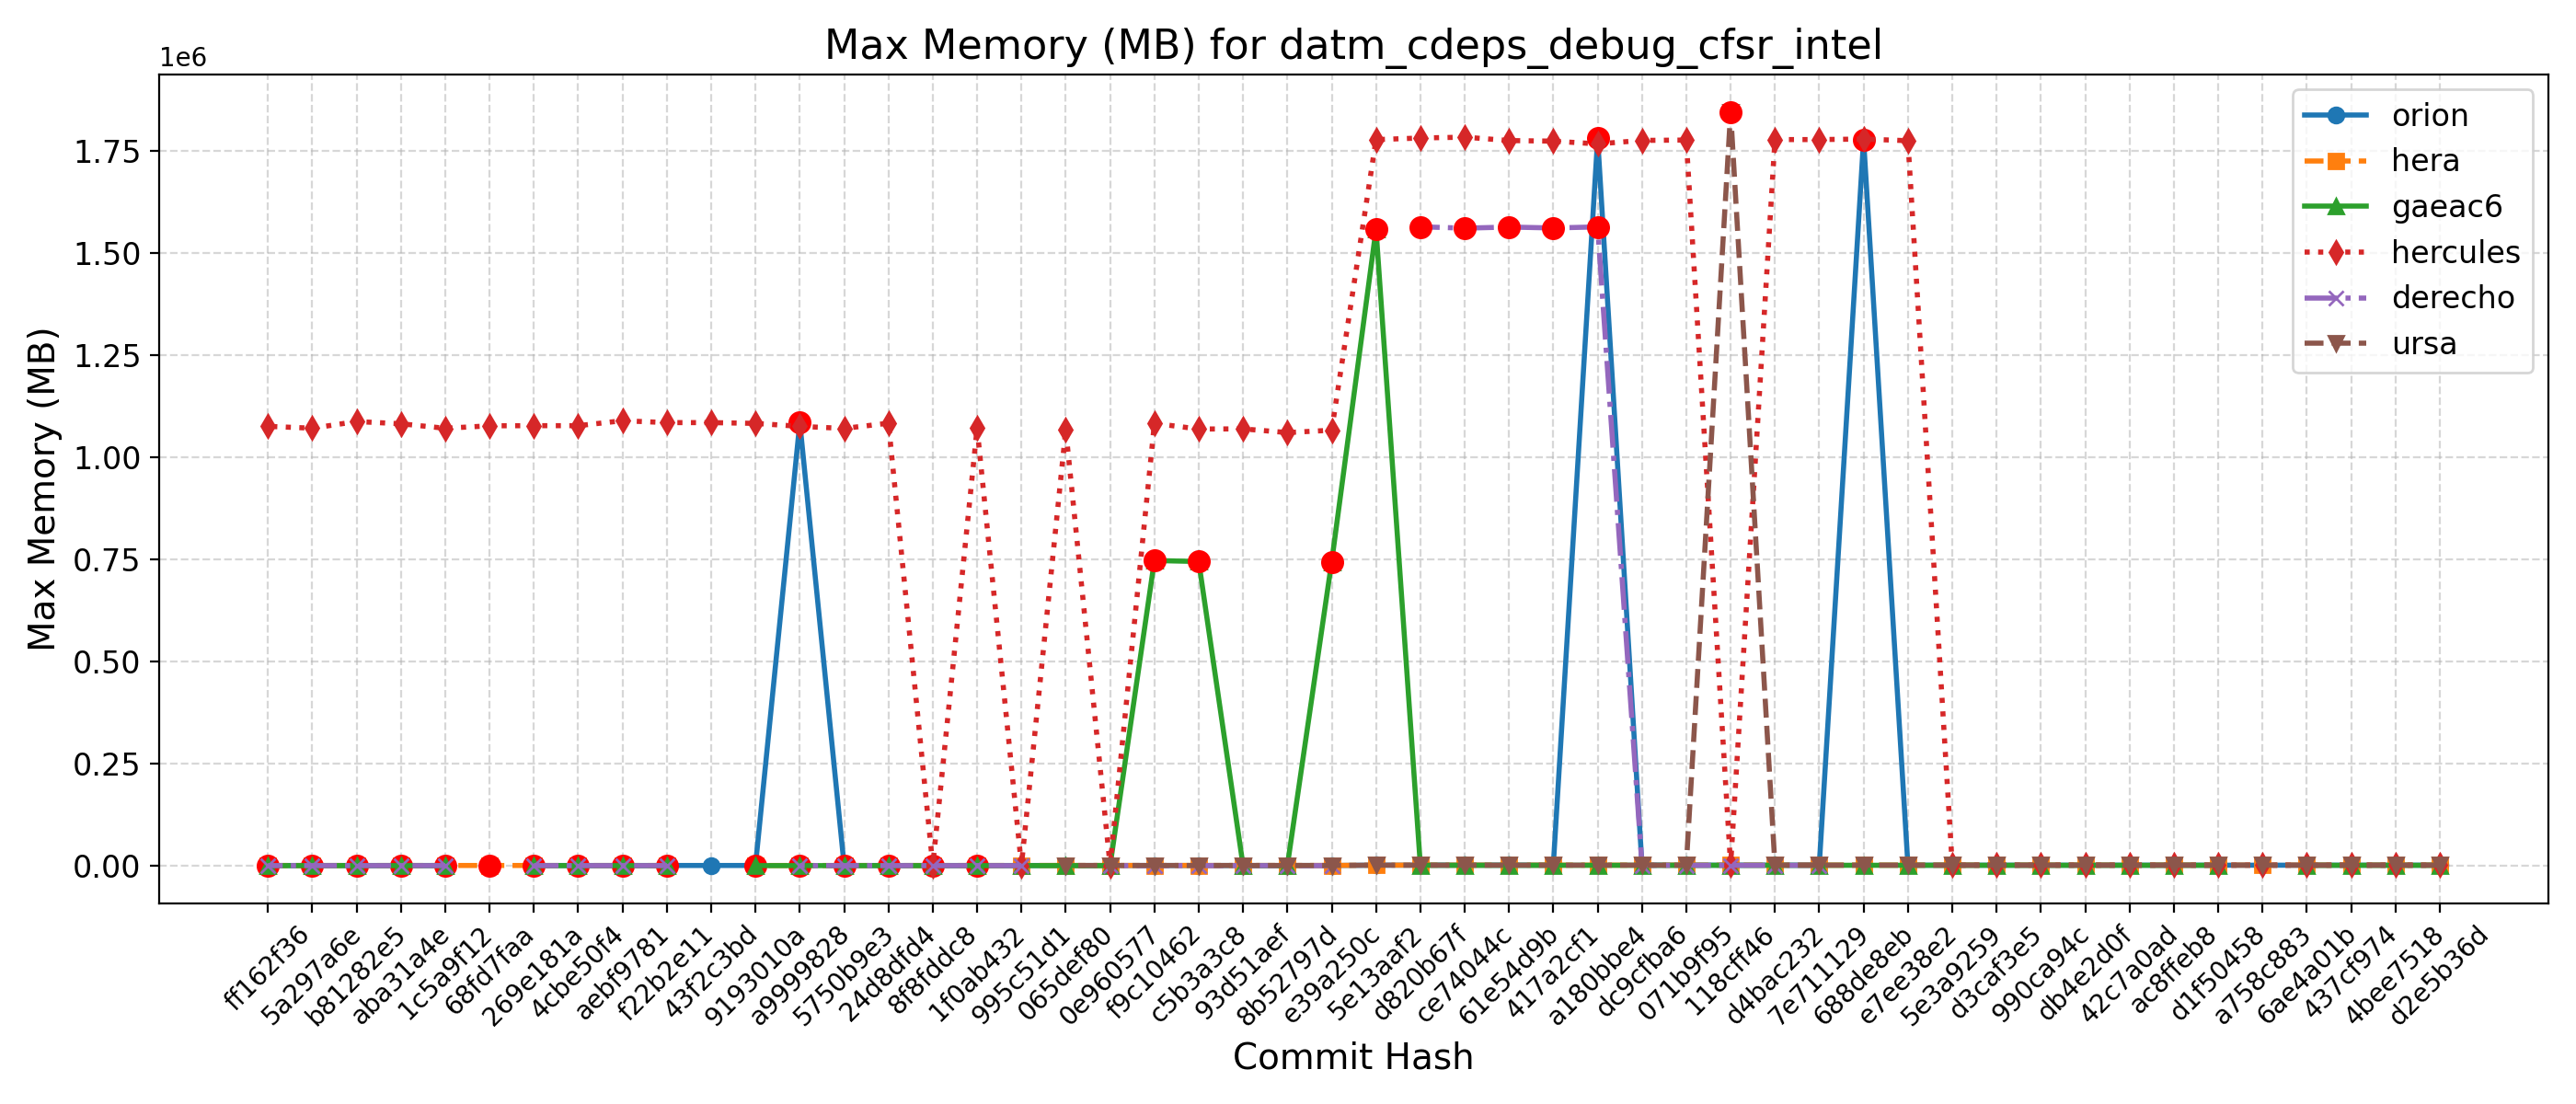 Max Memory (MB) for datm_cdeps_debug_cfsr_intel
1e6
1.75
1.50
1.25
1.00
0.75
0.50
0.25
0.00
Max Memory (MB)
orion
hera
gaeac6
hercules
derecho
ursa
ff162f36
5a297a6e
b81282e5
aba31a4e
1c5a9f12
68fd7faa
269e181a
4cbe50f4
aebf9781
f22b2e11
43f2c3bd
9193010a
a9999828
5750b9e3
24d8dfd4
8f8fddc8
1f0ab432
995c51d1
065def80
0e960577
f9c10462
c5b3a3c8
93d51aef
8b52797d
e39a250c
5e13aaf2
d820b67f
ce74044c
61e54d9b
417a2cf1
a180bbe4
dc9cfba6
071b9f95
118cff46
d4bac232
7e711129
688de8eb
e7ee38e2
5e3a9259
d3caf3e5
990ca94c
db4e2d0f
42c7a0ad
ac8ffeb8
d1f50458
a758c883
6ae4a01b
437cf974
4bee7518
d2e5b36d
Commit Hash